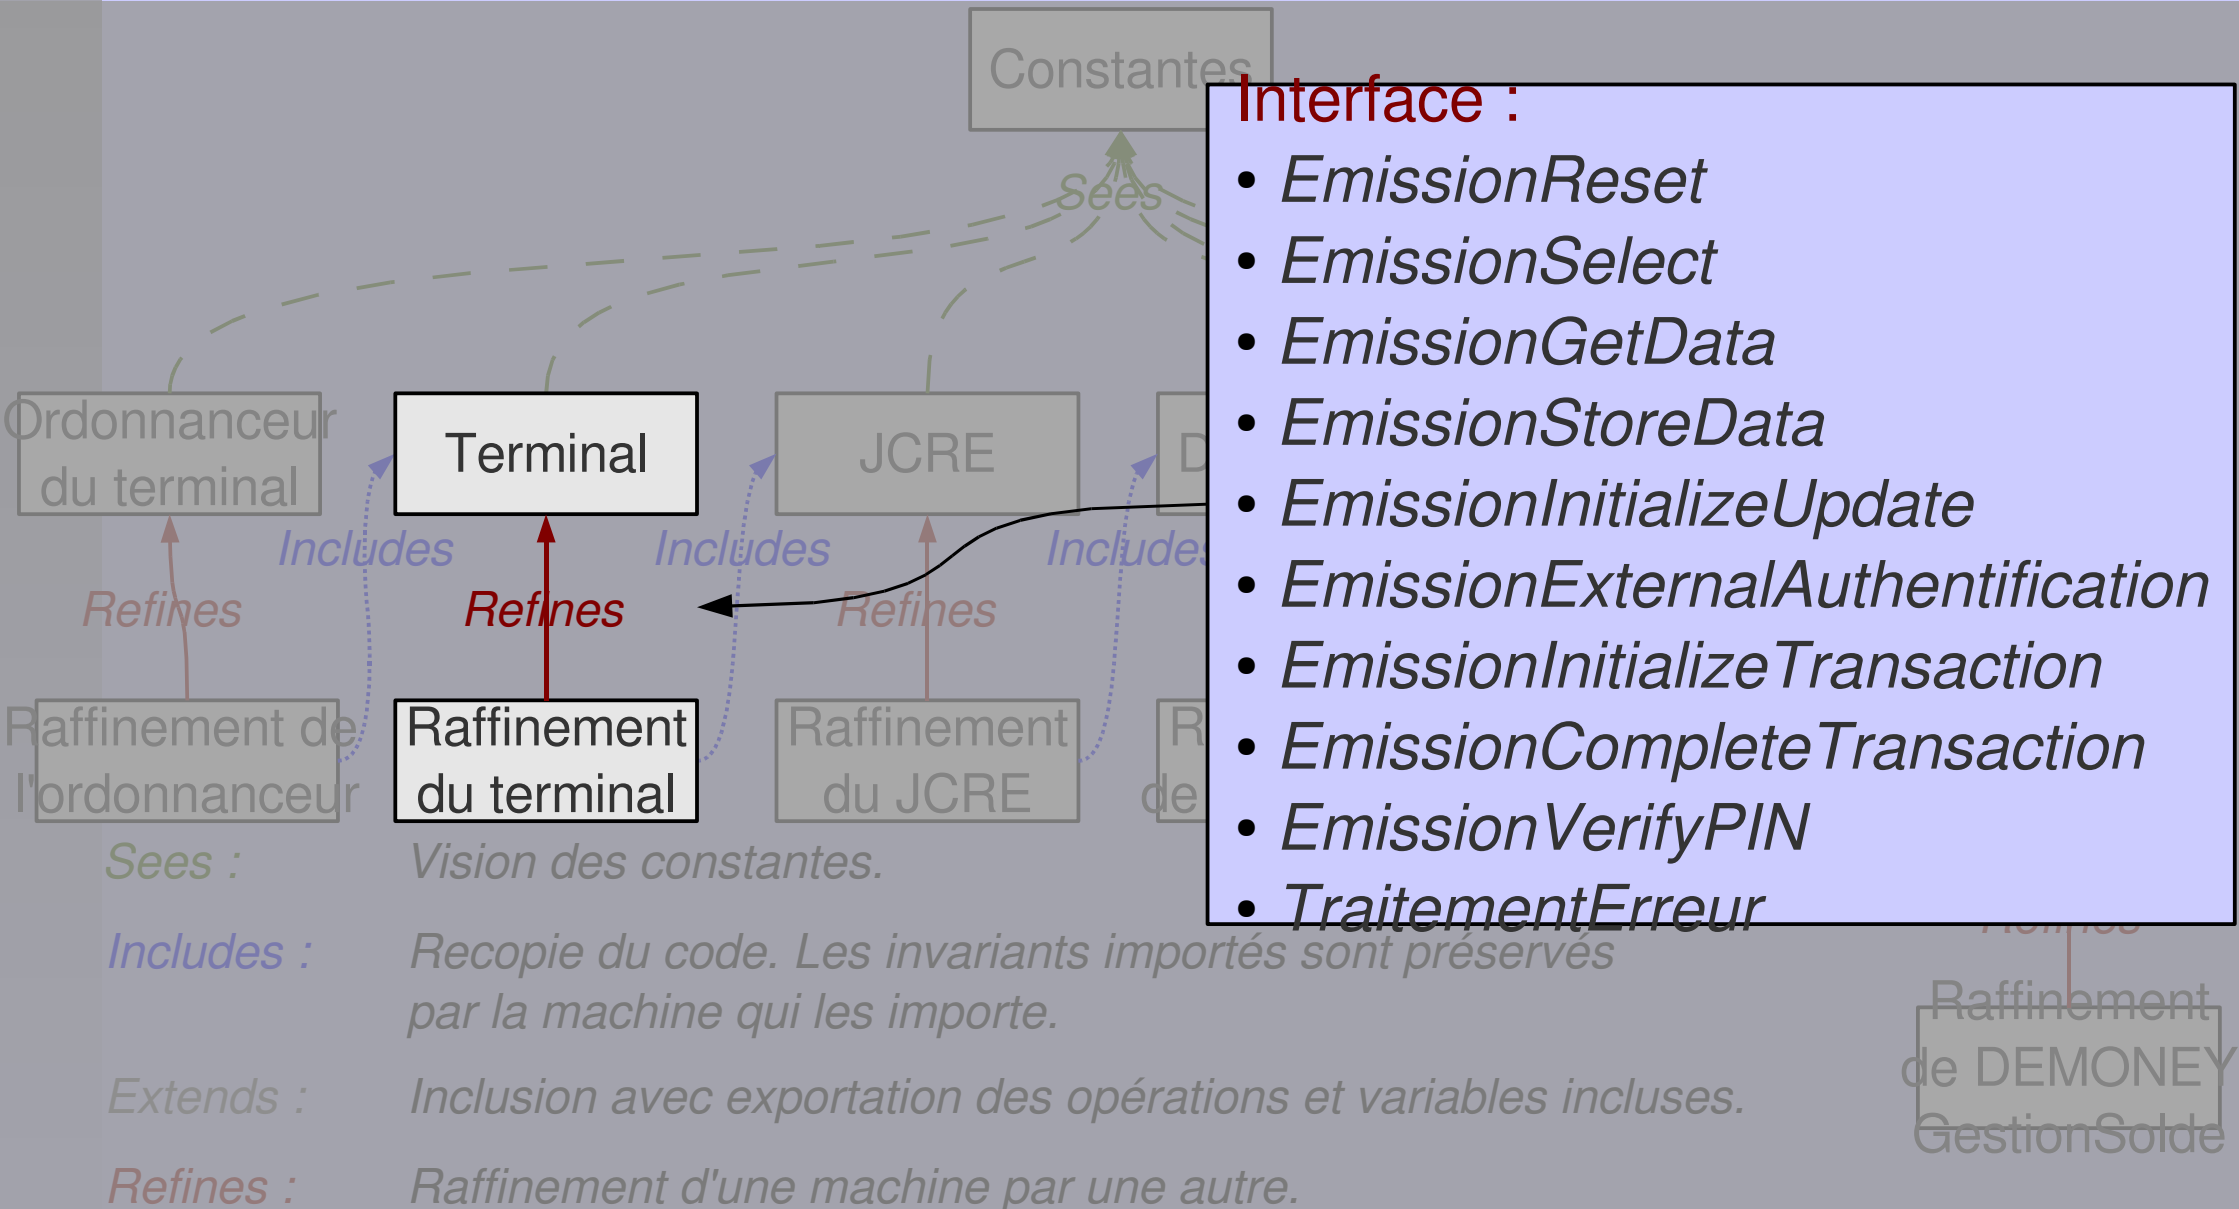 Constantes
Interface :
• EmissionReset
• EmissionSelect
• EmissionGetData
• EmissionStoreData
• EmissionInitializeUpdate
• EmissionExternalAuthentification
• EmissionInitializeTransaction
• EmissionCompleteTransaction
• EmissionVerifyPIN
• TraitementErreur
Sees
Ordonnanceur
du terminal
Terminal
JCRE
Includes
Includes
Includes
Refines
Refines
Refines
Raffinement de
l'ordonnanceur
Raffinement
du terminal
Raffinement
du JCRE
de
Sees : Vision des constantes.
Includes : Recopie du code. Les invariants importés sont préservés
par la machine qui les importe.
Extends : Inclusion avec exportation des opérations et variables incluses.
Refines : Raffinement d'une machine par une autre.
Refines
Raffinement
de DEMONEY
GestionSolde